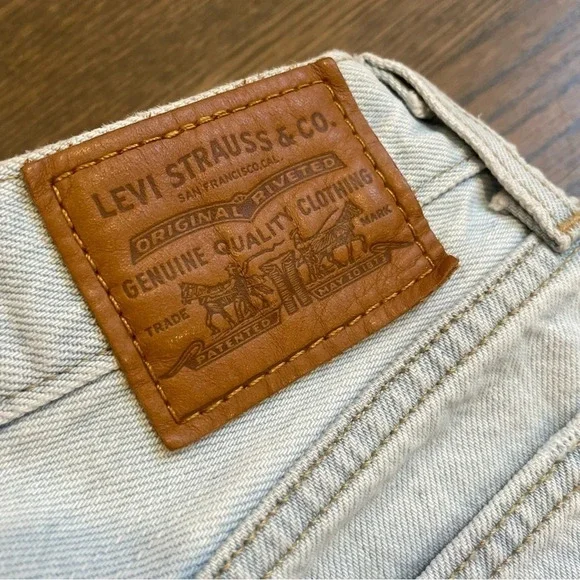 LEVI STRAUSS & CO.
SAN FRANCISCO, CAL.
ORIGINAL RIVETED
GENUINE QUALITY CLOTHING
TRADE MARK
PATENTED MAY 20 1873